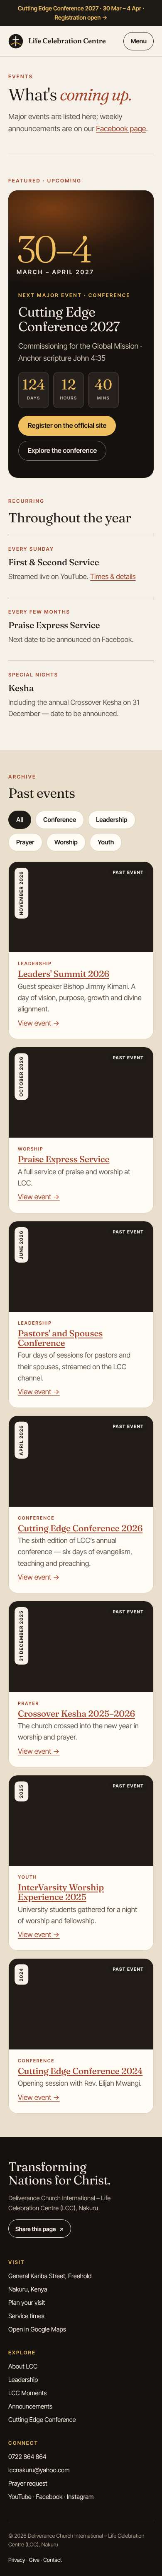 Cutting Edge Conference 2027 · 30 Mar – 4 Apr ·
Registration open →
Life Celebration Centre
Menu
EVENTS
What's coming up.
Major events are listed here; weekly
announcements are on our Facebook page.
FEATURED · UPCOMING
30–4
MARCH – APRIL 2027
NEXT MAJOR EVENT · CONFERENCE
Cutting Edge
Conference 2027
Commissioning for the Global Mission ·
Anchor scripture John 4:35
124
12
40
DAYS
HOURS
MINS
Register on the official site
Explore the conference
RECURRING
Throughout the year
EVERY SUNDAY
First & Second Service
Streamed live on YouTube. Times & details
EVERY FEW MONTHS
Praise Express Service
Next date to be announced on Facebook.
SPECIAL NIGHTS
Kesha
Including the annual Crossover Kesha on 31
December — date to be announced.
ARCHIVE
Past events
All
Conference
Leadership
Prayer
Worship
Youth
NOVEMBER 2026
PAST EVENT
LEADERSHIP
Leaders' Summit 2026
Guest speaker Bishop Jimmy Kimani. A
day of vision, purpose, growth and divine
alignment.
View event →
OCTOBER 2026
PAST EVENT
WORSHIP
Praise Express Service
A full service of praise and worship at
LCC.
View event →
JUNE 2026
PAST EVENT
LEADERSHIP
Pastors' and Spouses
Conference
Four days of sessions for pastors and
their spouses, streamed on the LCC
channel.
View event →
APRIL 2026
PAST EVENT
CONFERENCE
Cutting Edge Conference 2026
The sixth edition of LCC's annual
conference — six days of evangelism,
teaching and preaching.
View event →
31 DECEMBER 2025
PAST EVENT
PRAYER
Crossover Kesha 2025–2026
The church crossed into the new year in
worship and prayer.
View event →
2025
PAST EVENT
YOUTH
InterVarsity Worship
Experience 2025
University students gathered for a night
of worship and fellowship.
View event →
2024
PAST EVENT
CONFERENCE
Cutting Edge Conference 2024
Opening session with Rev. Elijah Mwangi.
View event →
Transforming
Nations for Christ.
Deliverance Church International – Life
Celebration Centre (LCC), Nakuru
Share this page ↗
VISIT
General Kariba Street, Freehold
Nakuru, Kenya
Plan your visit
Service times
Open in Google Maps
EXPLORE
About LCC
Leadership
LCC Moments
Announcements
Cutting Edge Conference
CONNECT
0722 864 864
lccnakuru@yahoo.com
Prayer request
YouTube · Facebook · Instagram
© 2026 Deliverance Church International – Life Celebration
Centre (LCC), Nakuru
Privacy · Give · Contact